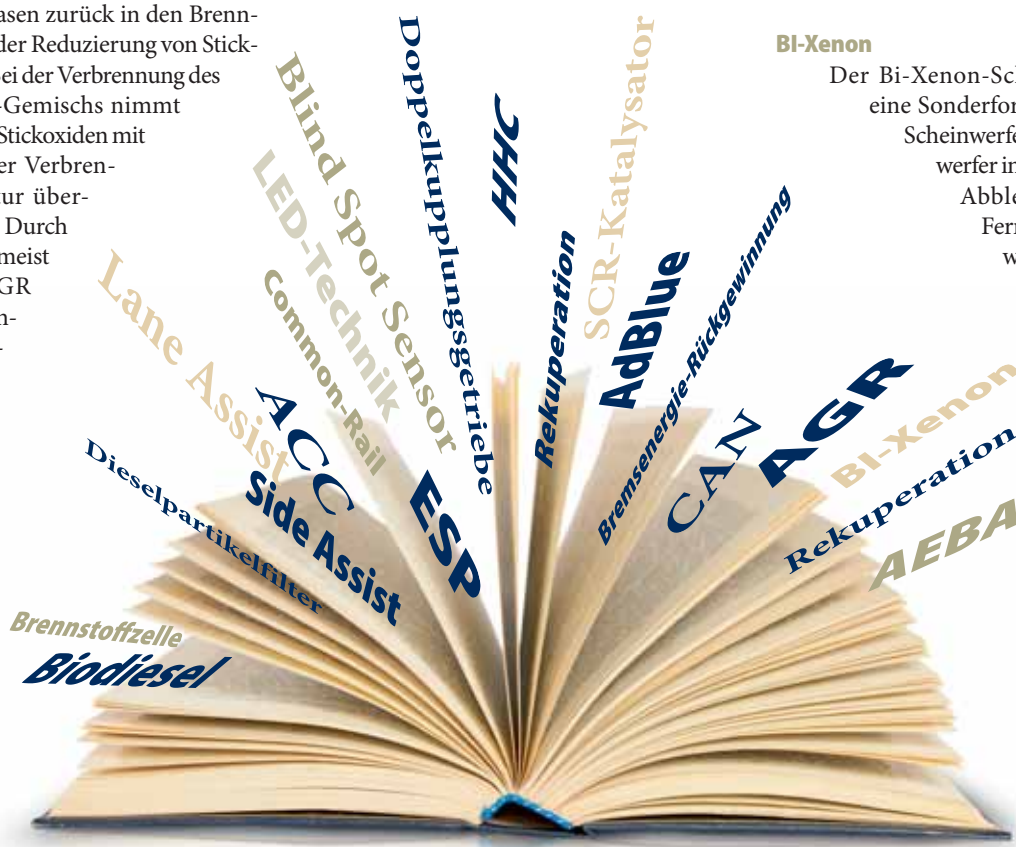 asen zurück in den Brenn-
der Reduzierung von Stick-
ei der Verbrennung des
-Gemischs nimmt
Stickoxiden mit
er Verbren-
tur über-
Durch
meist
GR
n-
-
BI-Xenon
Der Bi-Xenon-Sch
eine Sonderfor
Scheinwerfe
werfer in
Abble
Fern
w
Doppelkupplungsgetriebe
HHC
SCR-Katalysator
Blind Spot Sensor
LED-Technik
Common-Rail
Lane Assist
ACC
Side Assist
Dieselpartikelfilter
ESP
Rekuperation
AdBlue
Bremsenergie-Rückgewinnung
CAN
AGR
BI-Xenon
Rekuperation
AEBA
Brennstoffzelle
Biodiesel